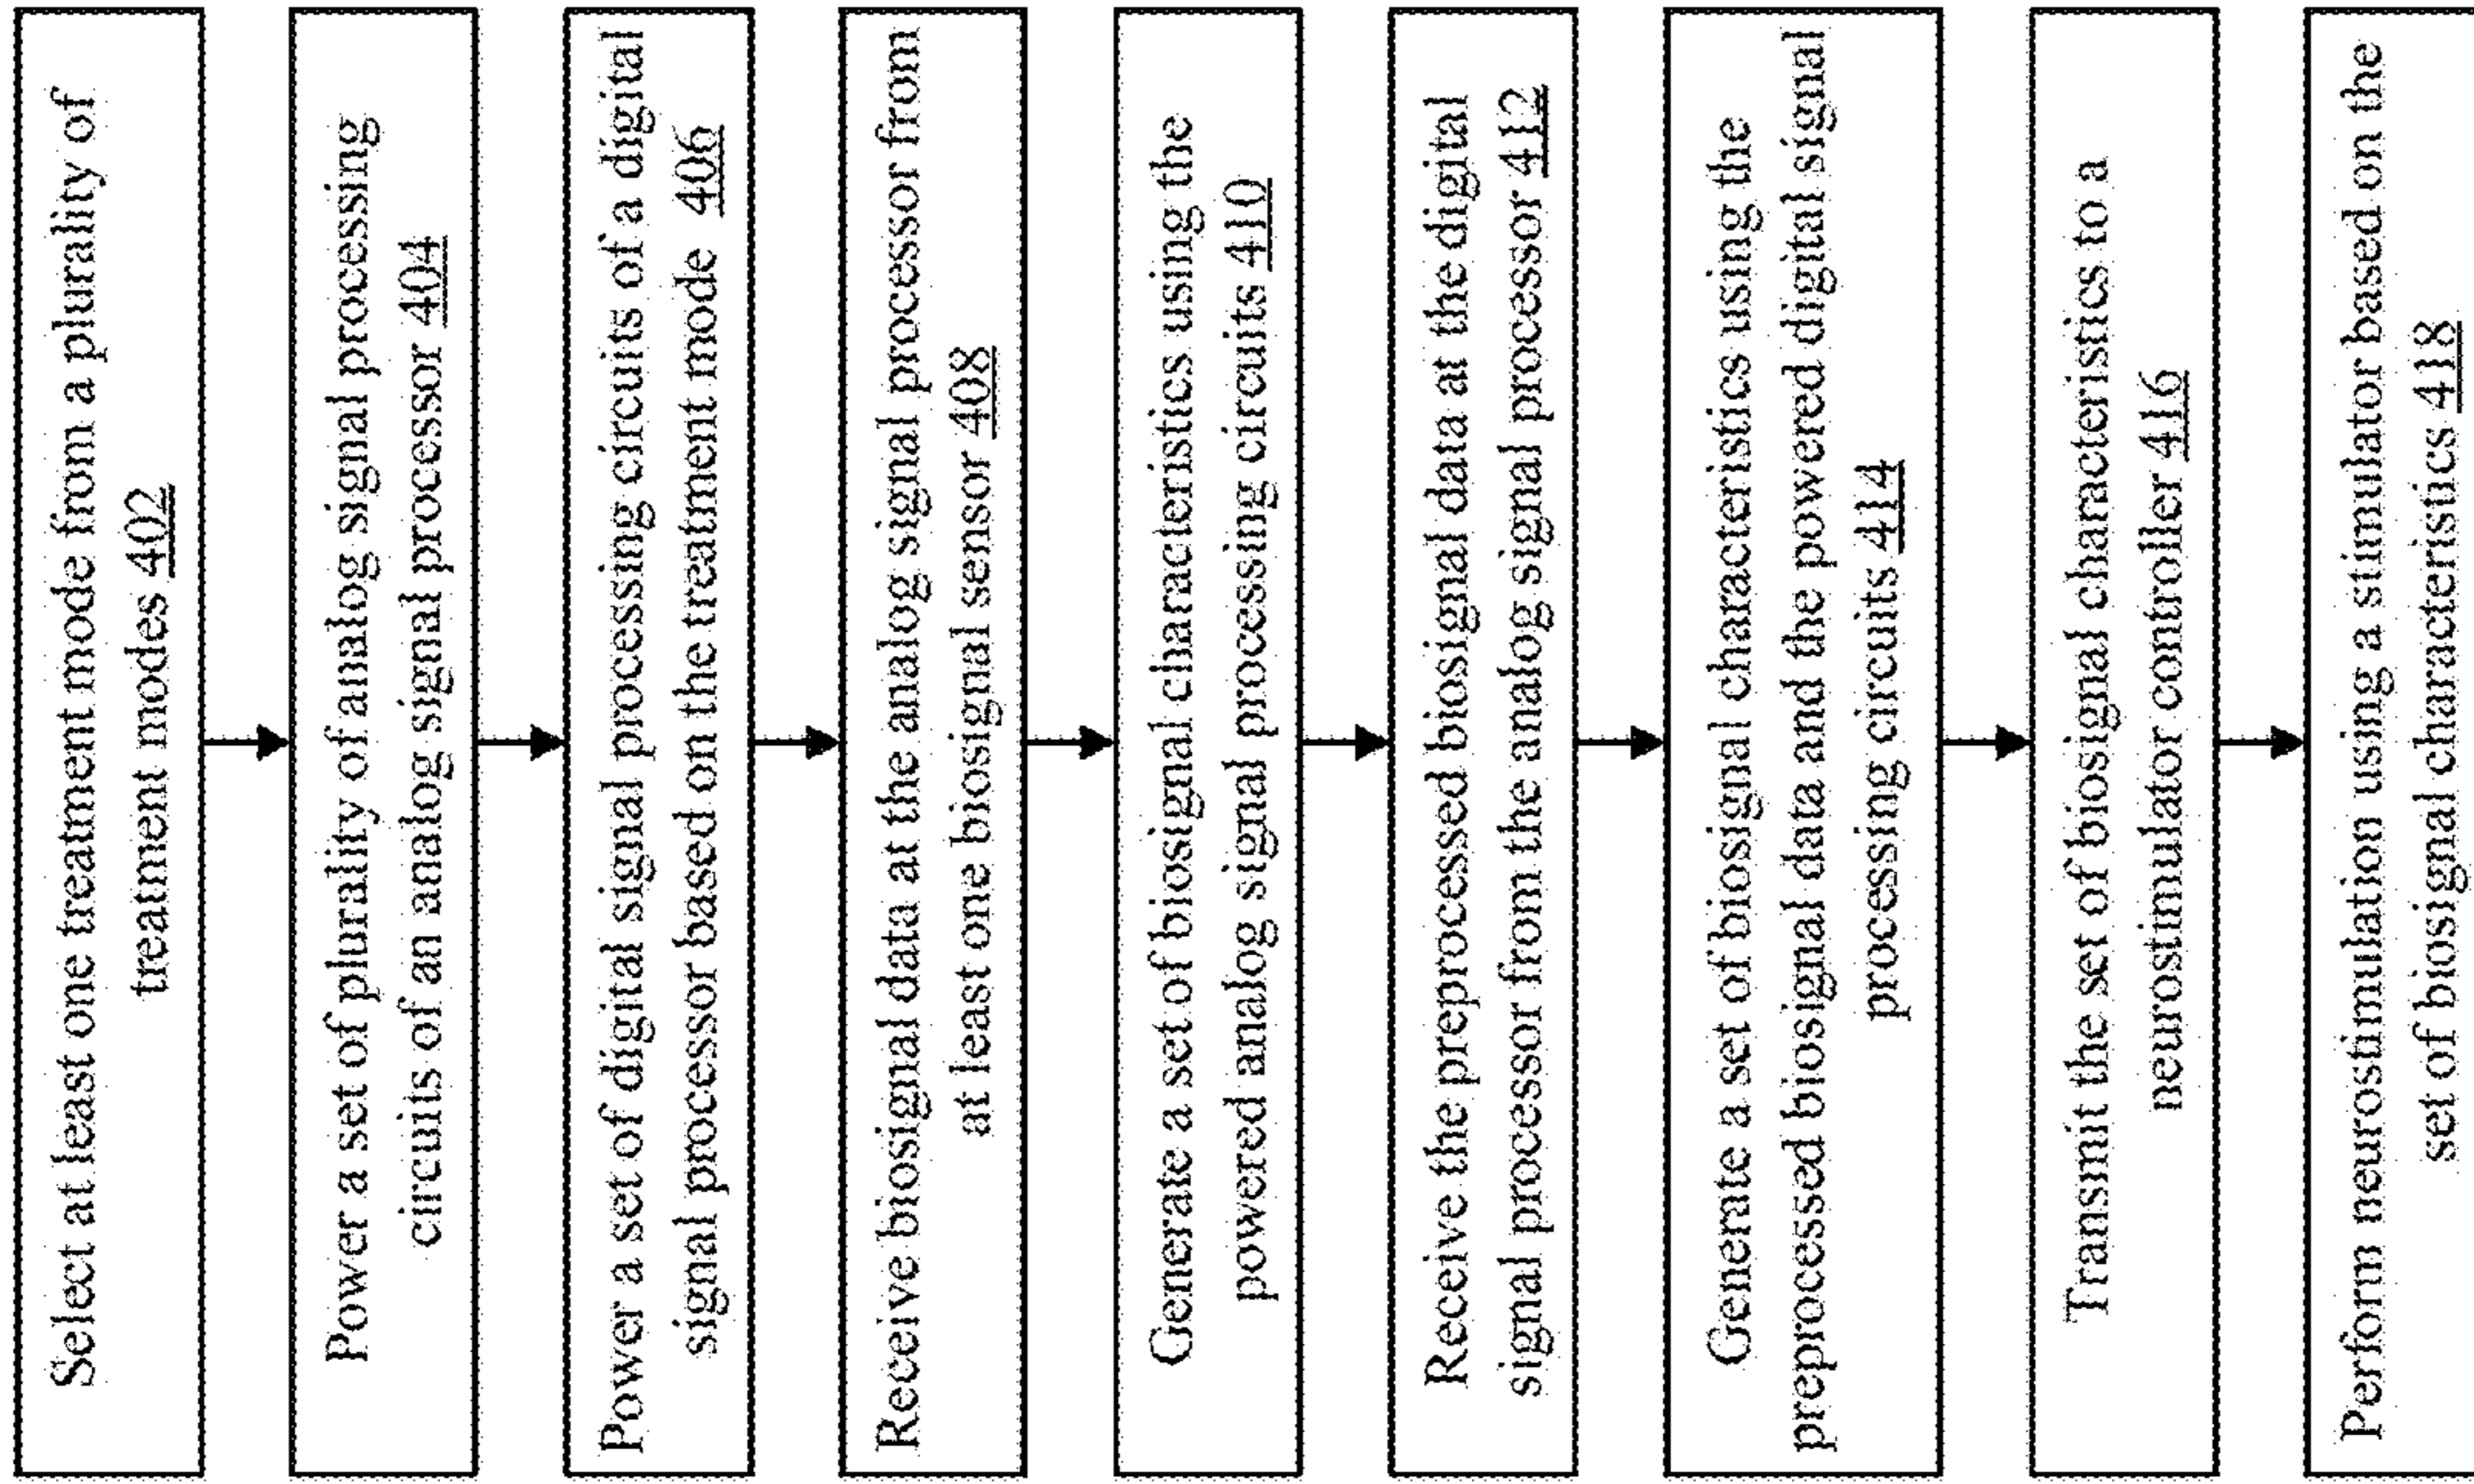 Select at least one treatment mode from a plurality of
treatment modes 402
Power a set of plurality of analog signal processing
circuits of an analog signal processor 404
Power a set of digital signal processing circuits of a digital
signal processor based on the treatment mode 406
Receive biosignal data at the analog signal processor from
at least one biosignal sensor 408
Generate a set of biosignal characteristics using the
powered analog signal processing circuits 410
Receive the preprocessed biosignal data at the digital
signal processor from the analog signal processor 412
Generate a set of biosignal characteristics using the
preprocessed biosignal data and the powered digital signal
processing circuits 414
Transmit the set of biosignal characteristics to a
neurostimulator controller 416
Perform neurostimulation using a stimulator based on the
set of biosignal characteristics 418